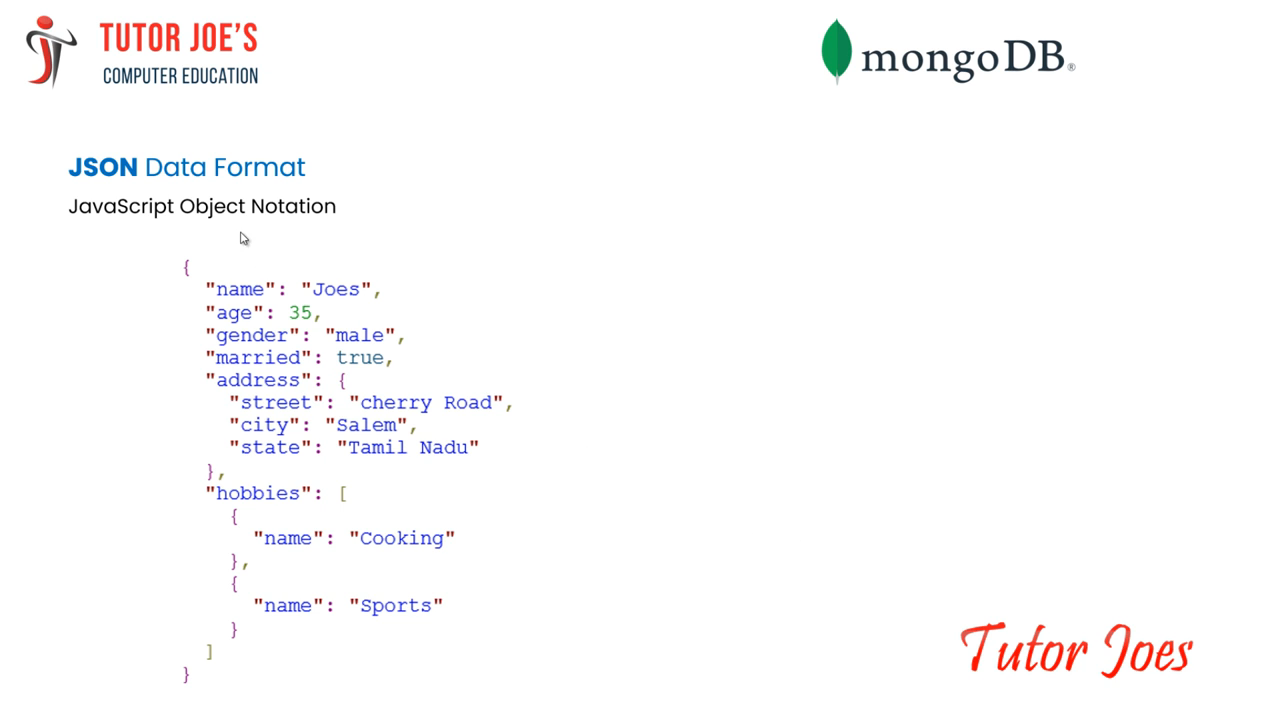 TUTOR JOE'S
COMPUTER EDUCATION
mongoDB®
JSON Data Format
JavaScript Object Notation
{
"name": "Joes",
"age": 35,
"gender": "male",
"married": true,
"address": {
"street": "cherry Road",
"city": "Salem",
"state": "Tamil Nadu"
},
"hobbies": [
{
"name": "Cooking"
},
{
"name": "Sports"
}
]
}
Tutor Joes